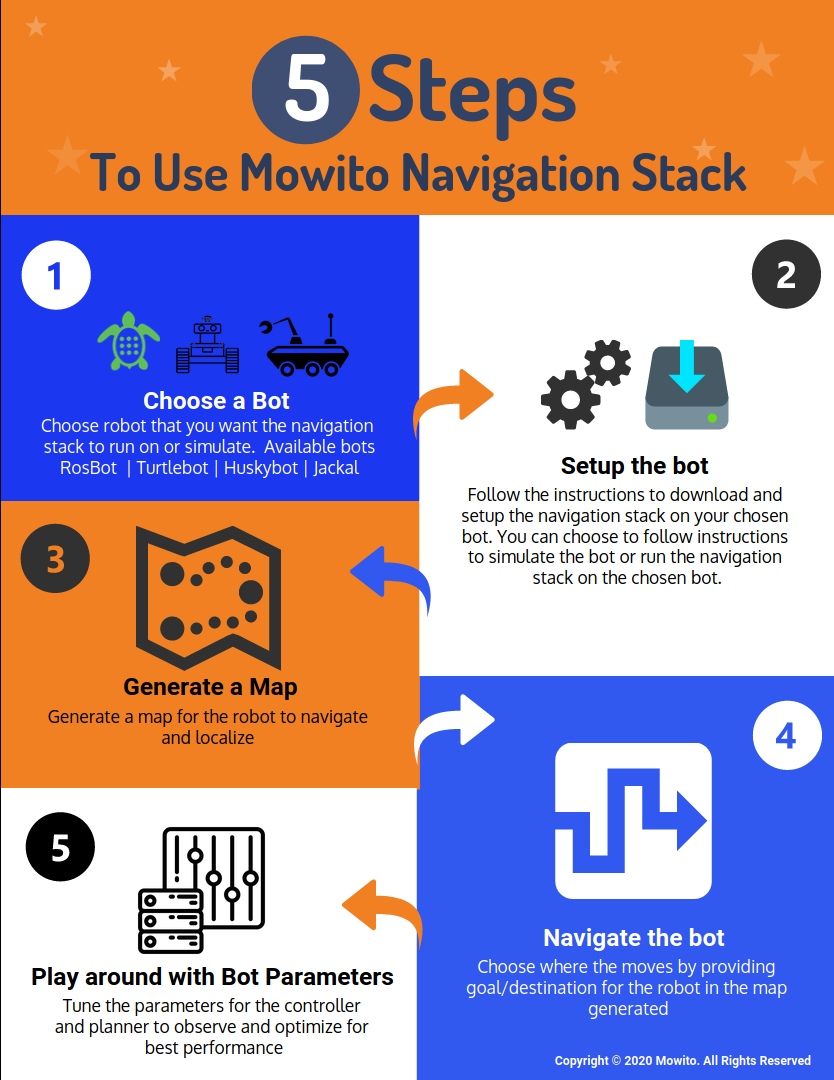 5 Steps
To Use Mowito Navigation Stack
1
Choose a Bot
Choose robot that you want the navigation
stack to run on or simulate. Available bots
RosBot | Turtlebot | Huskybot | Jackal
2
Setup the bot
Follow the instructions to download and
setup the navigation stack on your chosen
bot. You can choose to follow instructions
to simulate the bot or run the navigation
stack on the chosen bot.
3
Generate a Map
Generate a map for the robot to navigate
and localize
4
Navigate the bot
Choose where the moves by providing
goal/destination for the robot in the map
generated
5
Play around with Bot Parameters
Tune the parameters for the controller
and planner to observe and optimize for
best performance
Copyright © 2020 Mowito. All Rights Reserved